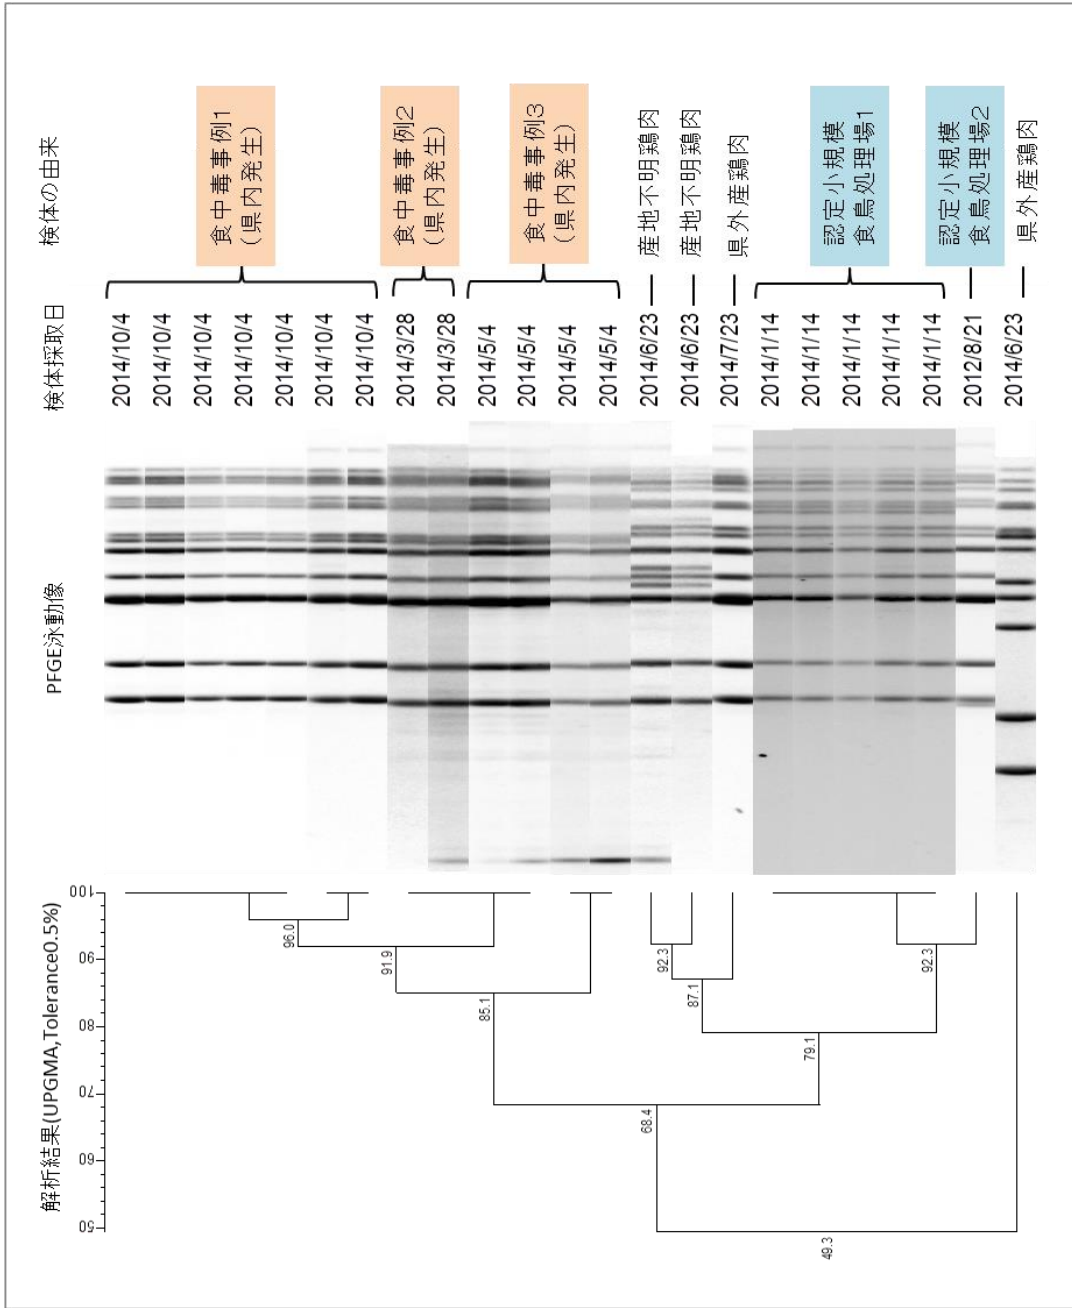 検体の由来
食中毒事例1
(県内発生)
食中毒事例2
(県内発生)
食中毒事例3
(県内発生)
産地不明鶏肉
産地不明鶏肉
県外産鶏肉
認定小規模
食鳥処理場1
認定小規模
食鳥処理場2
県外産鶏肉
検体採取日
2014/10/4
2014/10/4
2014/10/4
2014/10/4
2014/10/4
2014/10/4
2014/10/4
2014/3/28
2014/3/28
2014/5/4
2014/5/4
2014/5/4
2014/5/4
2014/6/23
2014/6/23
2014/7/23
2014/1/14
2014/1/14
2014/1/14
2014/1/14
2014/1/14
2012/8/21
2014/6/23
PFGE泳動像
解析結果(UPGMA,Tolerance0.5%)
100
90
80
70
60
50
96.0
91.9
85.1
92.3
87.1
92.3
79.1
68.4
49.3